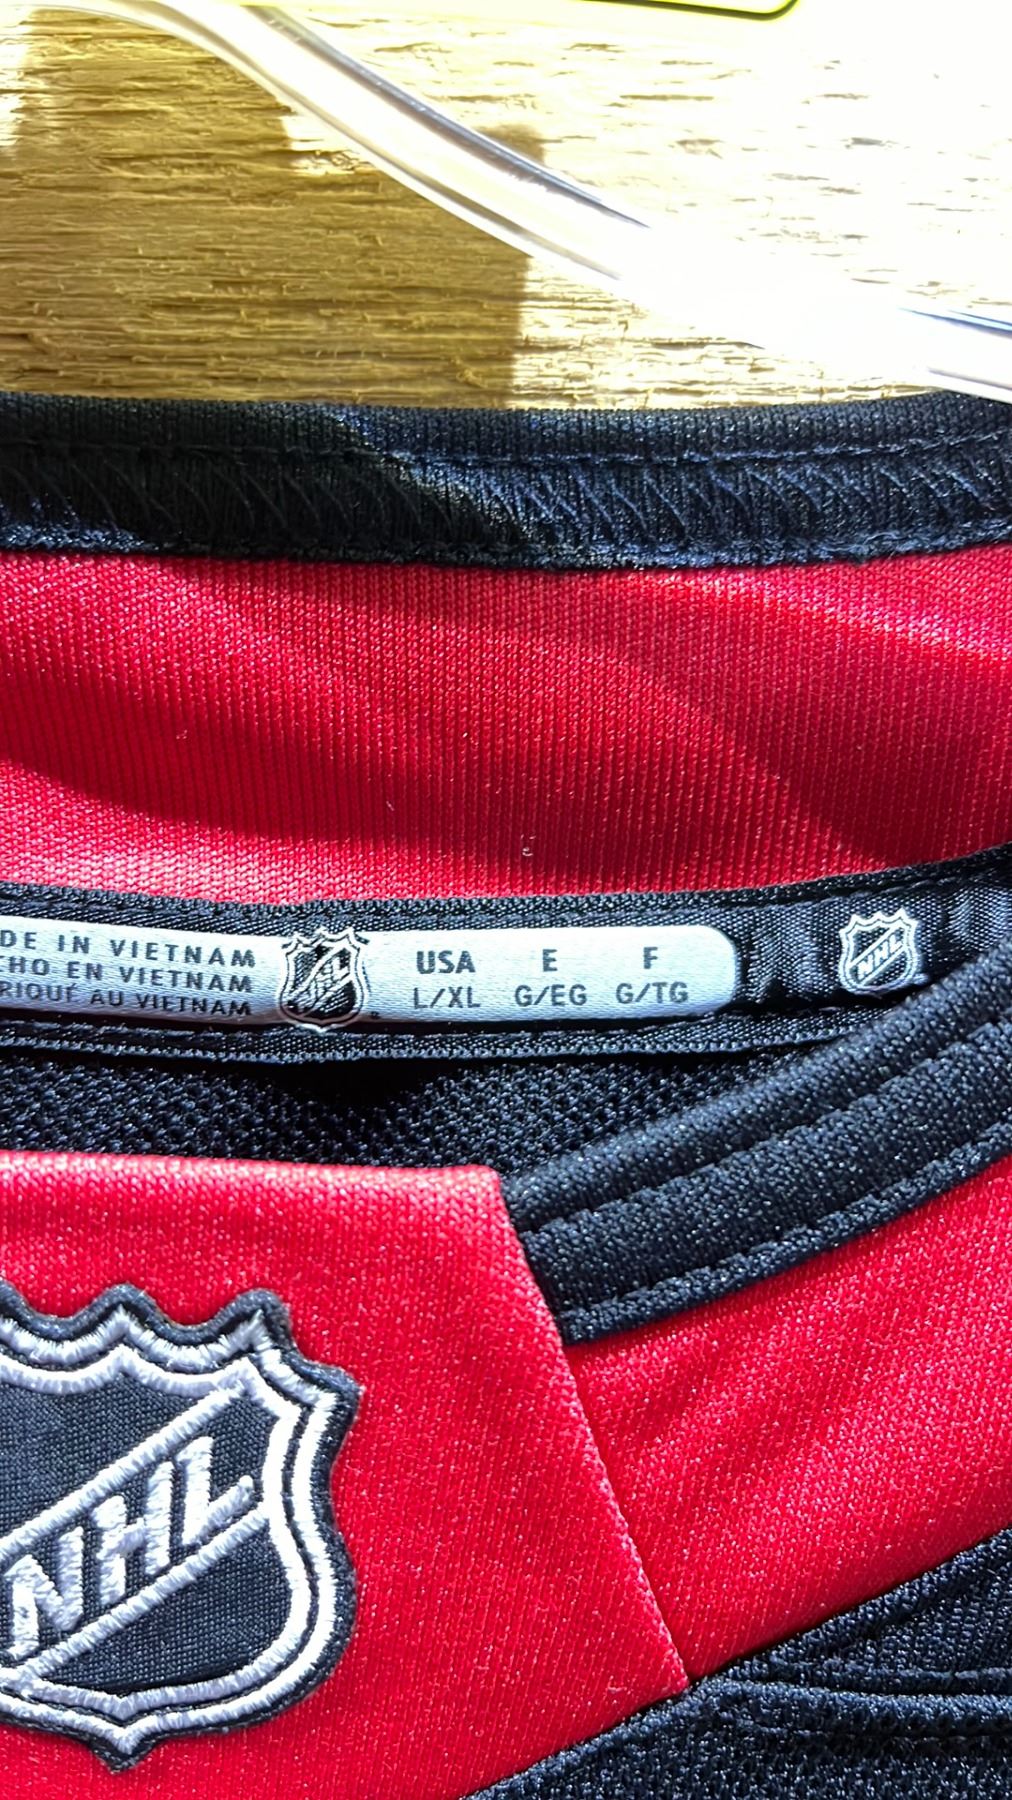 DE IN VIETNAM
CHO EN VIETNAM
RIQUÉ AU VIETNAM
NHL
USA E F
L/XL G/EG G/TG
NHL
NHL